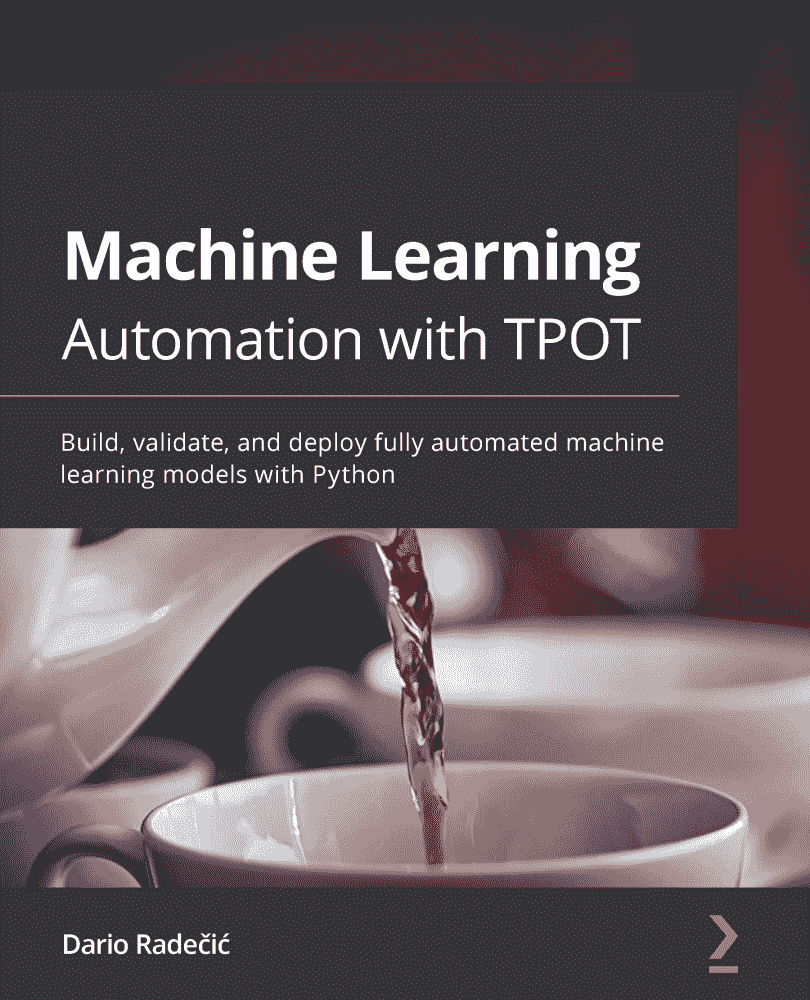 Machine Learning
Automation with TPOT
Build, validate, and deploy fully automated machine
learning models with Python
Dario Radečić